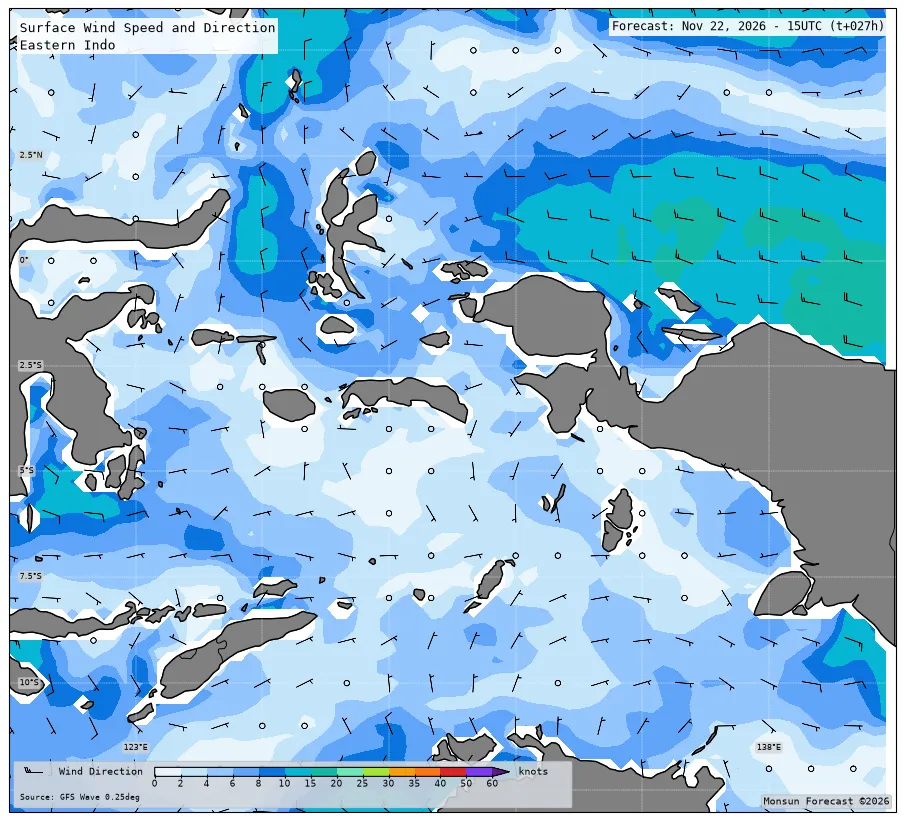 Surface Wind Speed and Direction
Eastern Indo
Forecast: Nov 22, 2026 - 15UTC (t+027h)
2.5°N
0°
2.5°S
5°S
7.5°S
10°S
123°E
138°E
Wind Direction
0 2 4 6 8 10 15 20 25 30 35 40 50 60
knots
Source: GFS Wave 0.25deg
Monsun Forecast ©2026